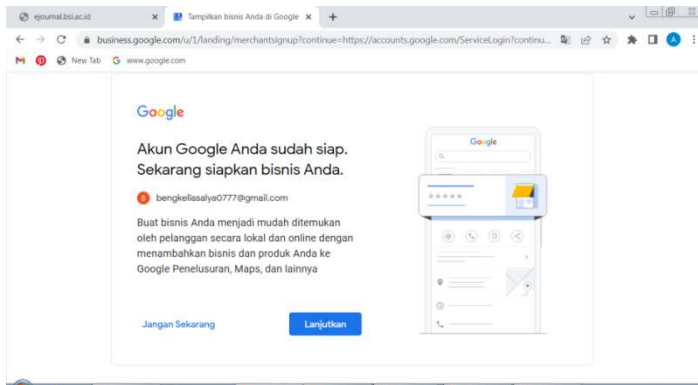 ejournal.bsi.ac.id
Tampilkan bisnis Anda di Google
business.google.com/u/1/landing/merchantsignup?continue=https://accounts.google.com/ServiceLogin?continu...
New Tab
www.google.com
Google
Akun Google Anda sudah siap.
Sekarang siapkan bisnis Anda.
B
bengkellasalya0777@gmail.com
Buat bisnis Anda menjadi mudah ditemukan
oleh pelanggan secara lokal dan online dengan
menambahkan bisnis dan produk Anda ke
Google Penelusuran, Maps, dan lainnya
Jangan Sekarang
Lanjutkan
Google